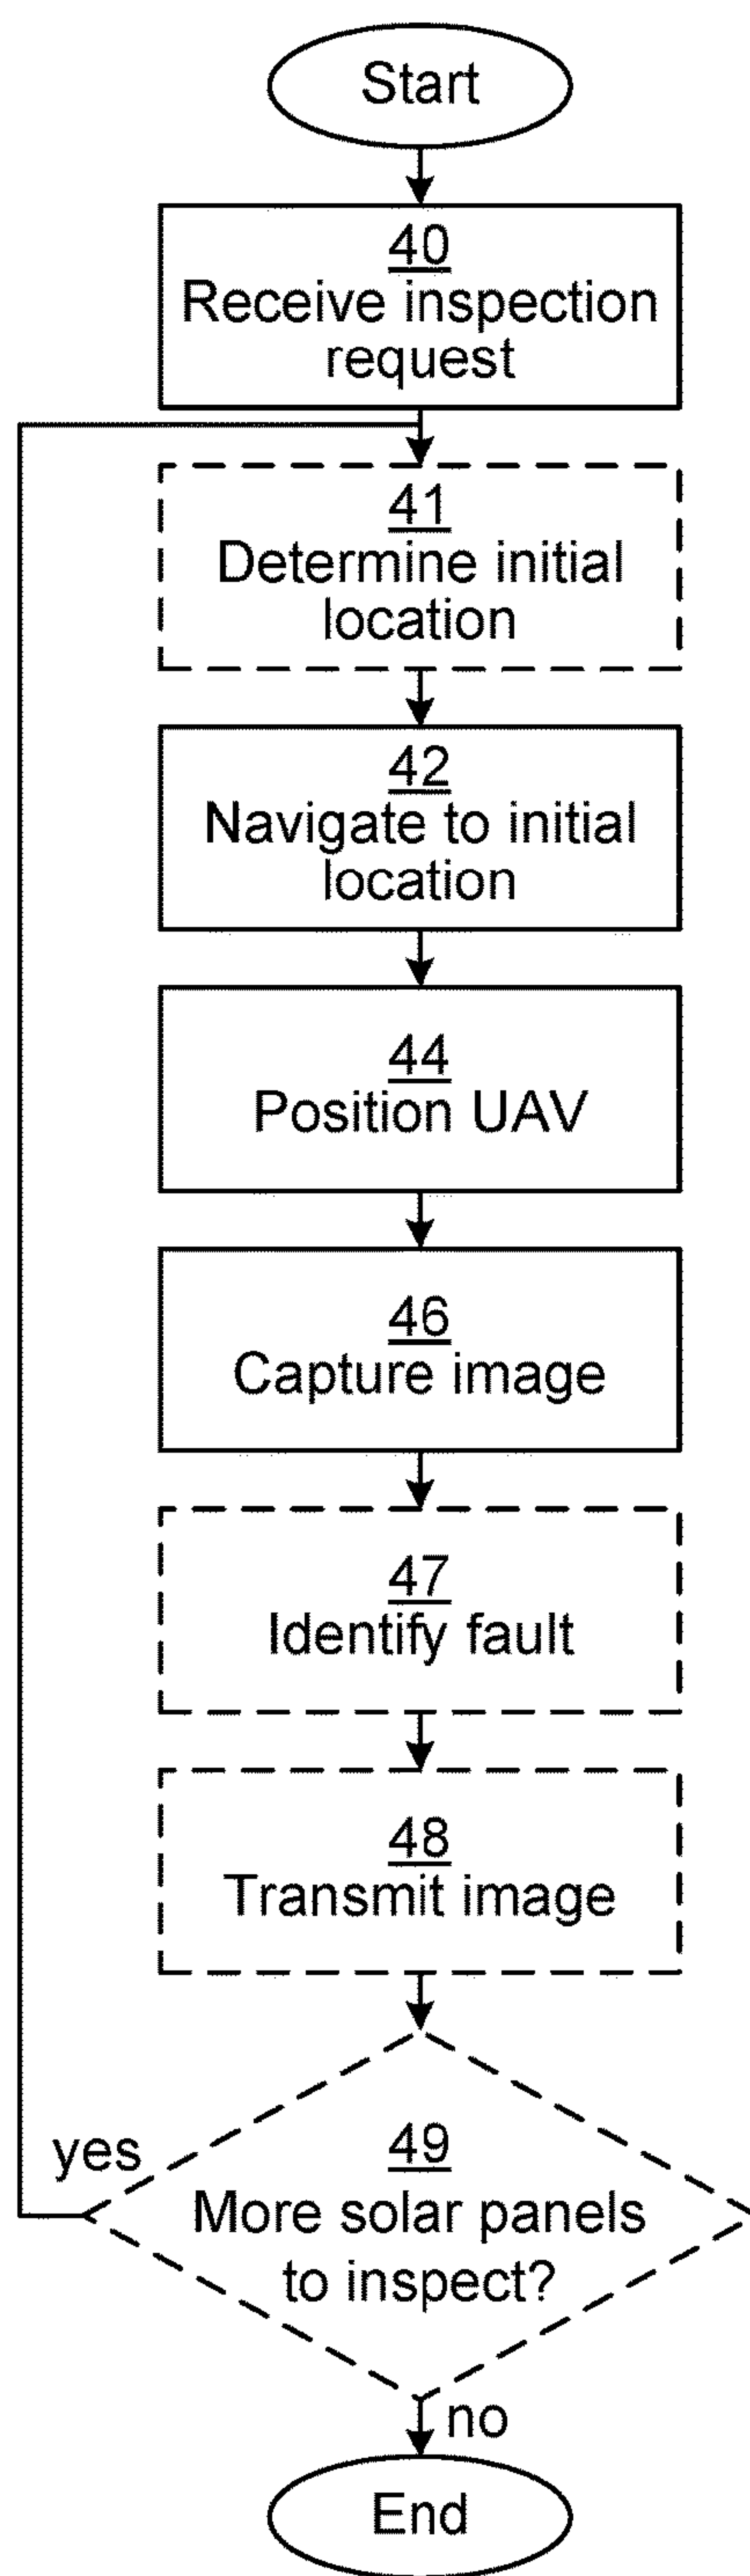 Start
40
Receive inspection
request
41
Determine initial
location
42
Navigate to initial
location
44
Position UAV
46
Capture image
47
Identify fault
48
Transmit image
yes
49
More solar panels
to inspect?
no
End